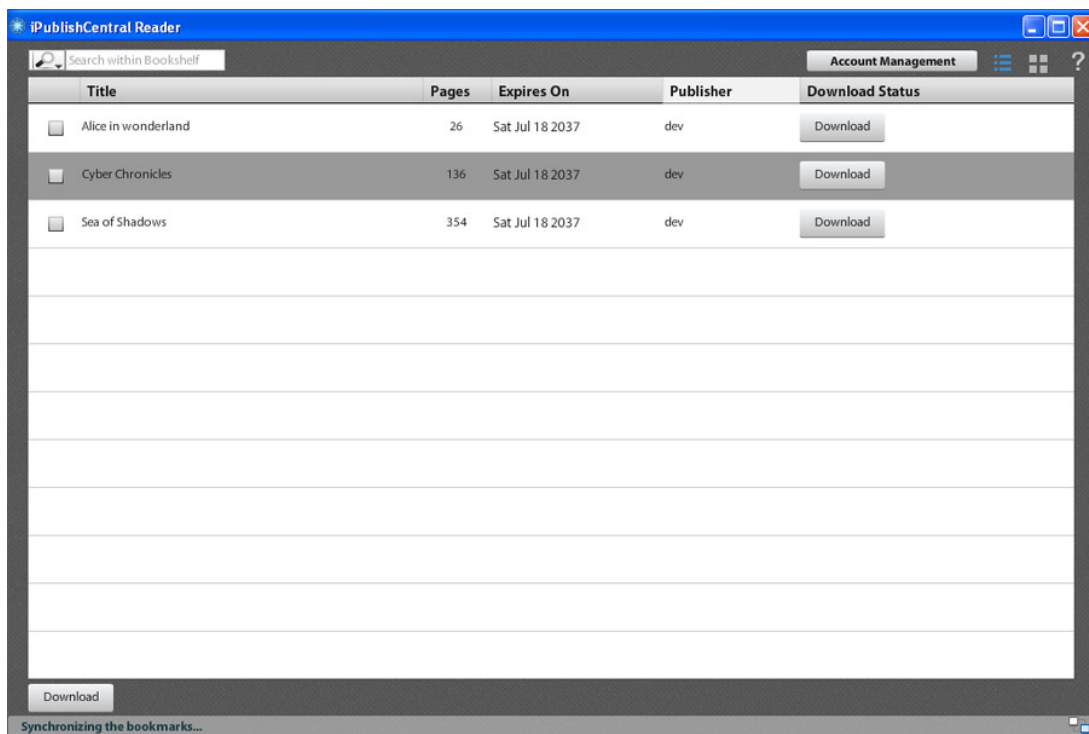 iPublishCentral Reader
Search within Bookshelf Account Management ?
Title Pages Expires On Publisher Download Status
Alice in wonderland 26 Sat Jul 18 2037 dev Download
Cyber Chronicles 136 Sat Jul 18 2037 dev Download
Sea of Shadows 354 Sat Jul 18 2037 dev Download
Download
Synchronizing the bookmarks...